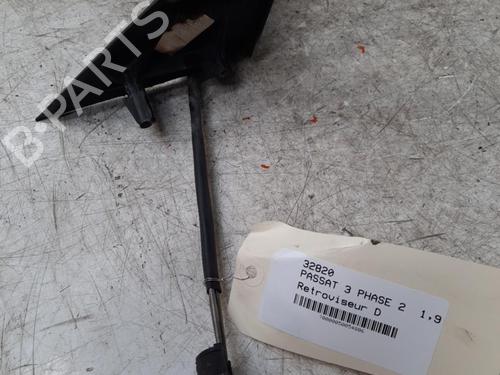 B-PARTS
32820
PASSAT 3 PHASE 2 1,9
Retroviseur D